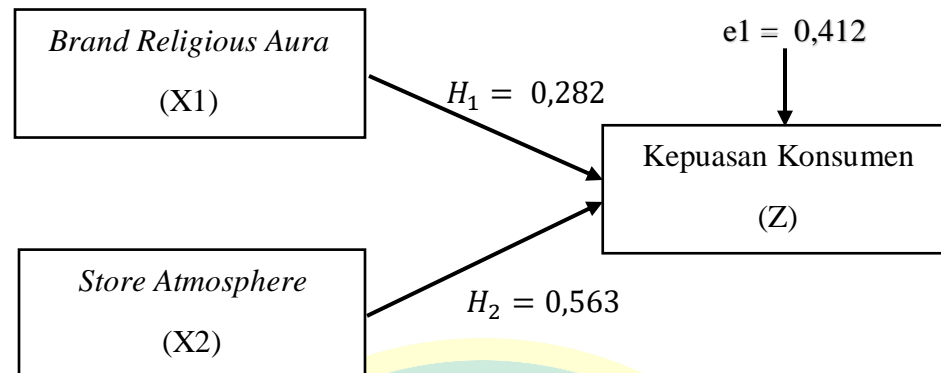 Brand Religious Aura
(X1)
e1 = 0,412
H₁ = 0,282
Kepuasan Konsumen
(Z)
Store Atmosphere
(X2)
H₂ = 0,563